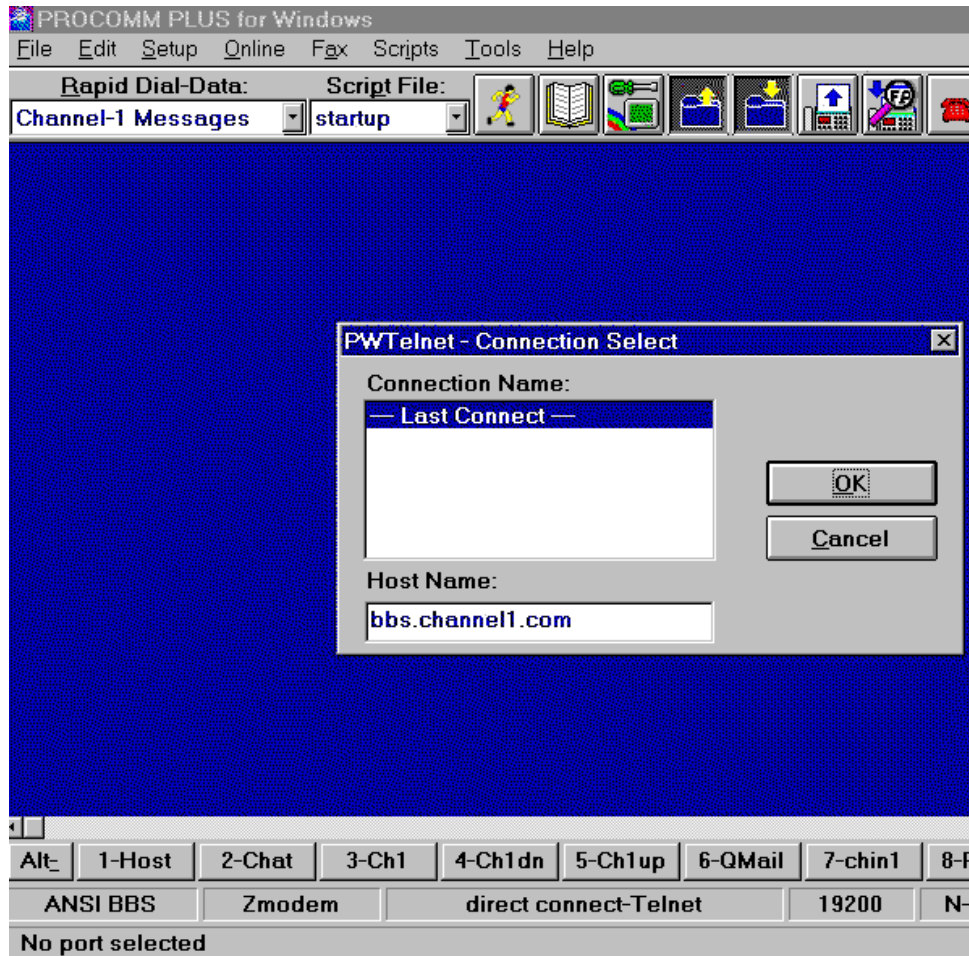 PROCOMM PLUS for Windows
File Edit Setup Online Fax Scripts Tools Help
Rapid Dial-Data: Script File:
Channel-1 Messages startup
PWTelnet - Connection Select
Connection Name:
— Last Connect —
OK
Cancel
Host Name:
bbs.channel1.com
Alt- 1-Host 2-Chat 3-Ch1 4-Ch1dn 5-Ch1up 6-QMail 7-chin1 8-
ANSI BBS Zmodem direct connect-Telnet 19200 N-
No port selected